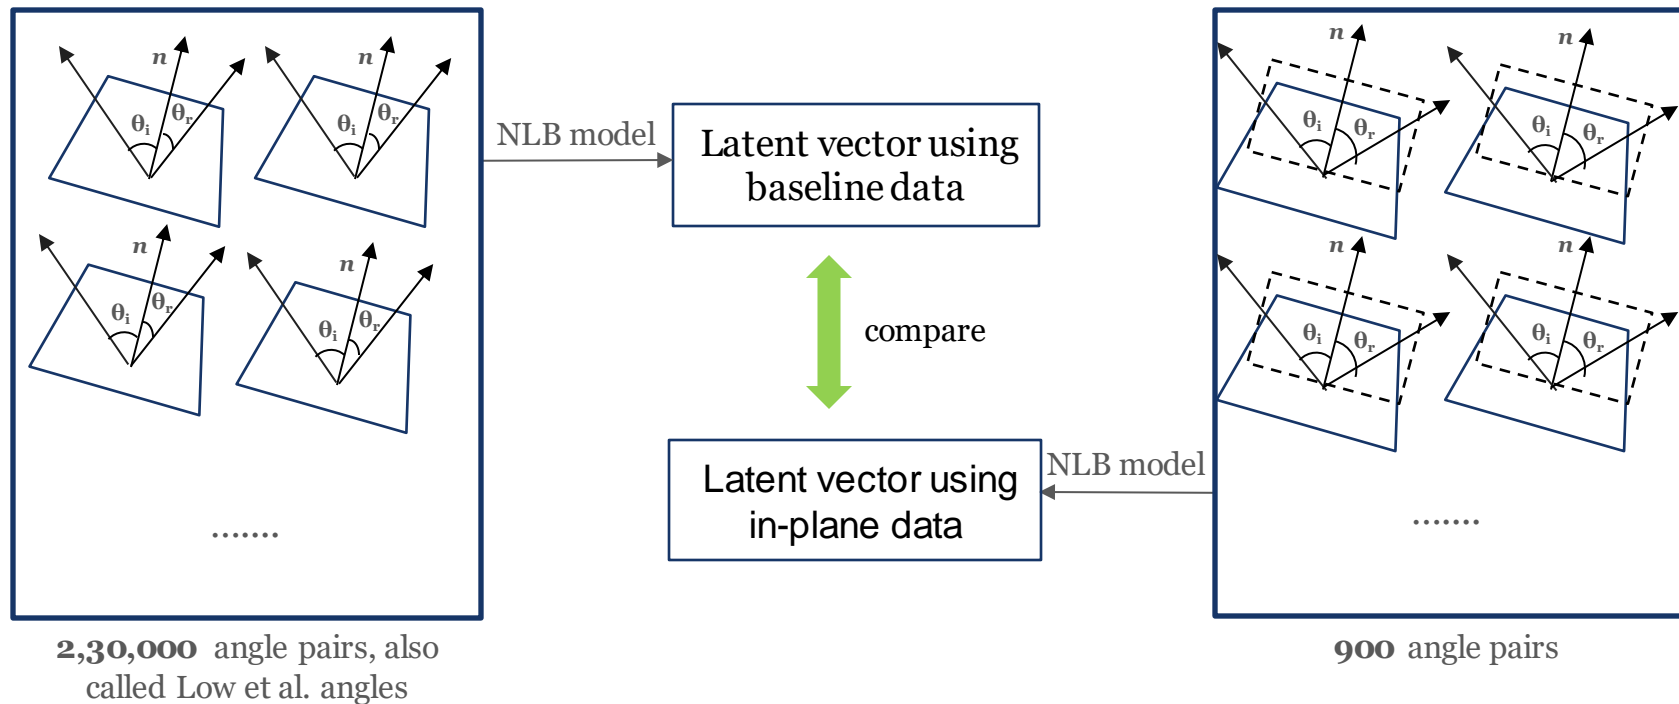 n
θi
θr
n
θi
θr
n
θi
θr
n
θi
θr
.......
2,30,000 angle pairs, also
called Low et al. angles
NLB model
Latent vector using
baseline data
compare
Latent vector using
in-plane data
NLB model
n
θi
θr
n
θi
θr
n
θi
θr
n
θi
θr
.......
900 angle pairs